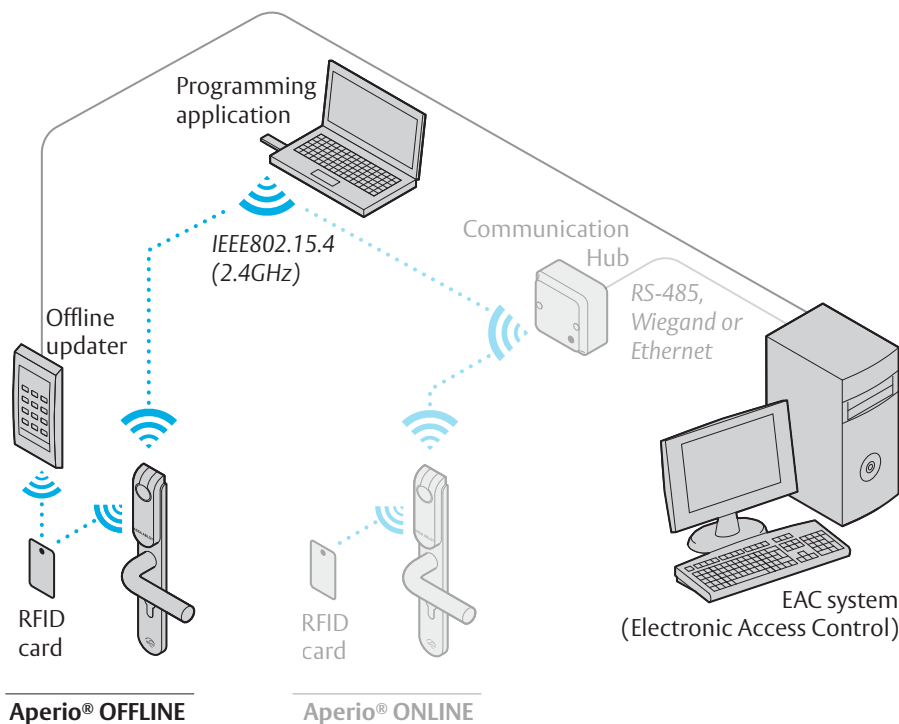 Programming
application
IEEE802.15.4
(2.4GHz)
Communication
Hub
RS-485,
Wiegand or
Ethernet
Offline
updater
RFID
card
RFID
card
EAC system
(Electronic Access Control)
Aperio® OFFLINE
Aperio® ONLINE